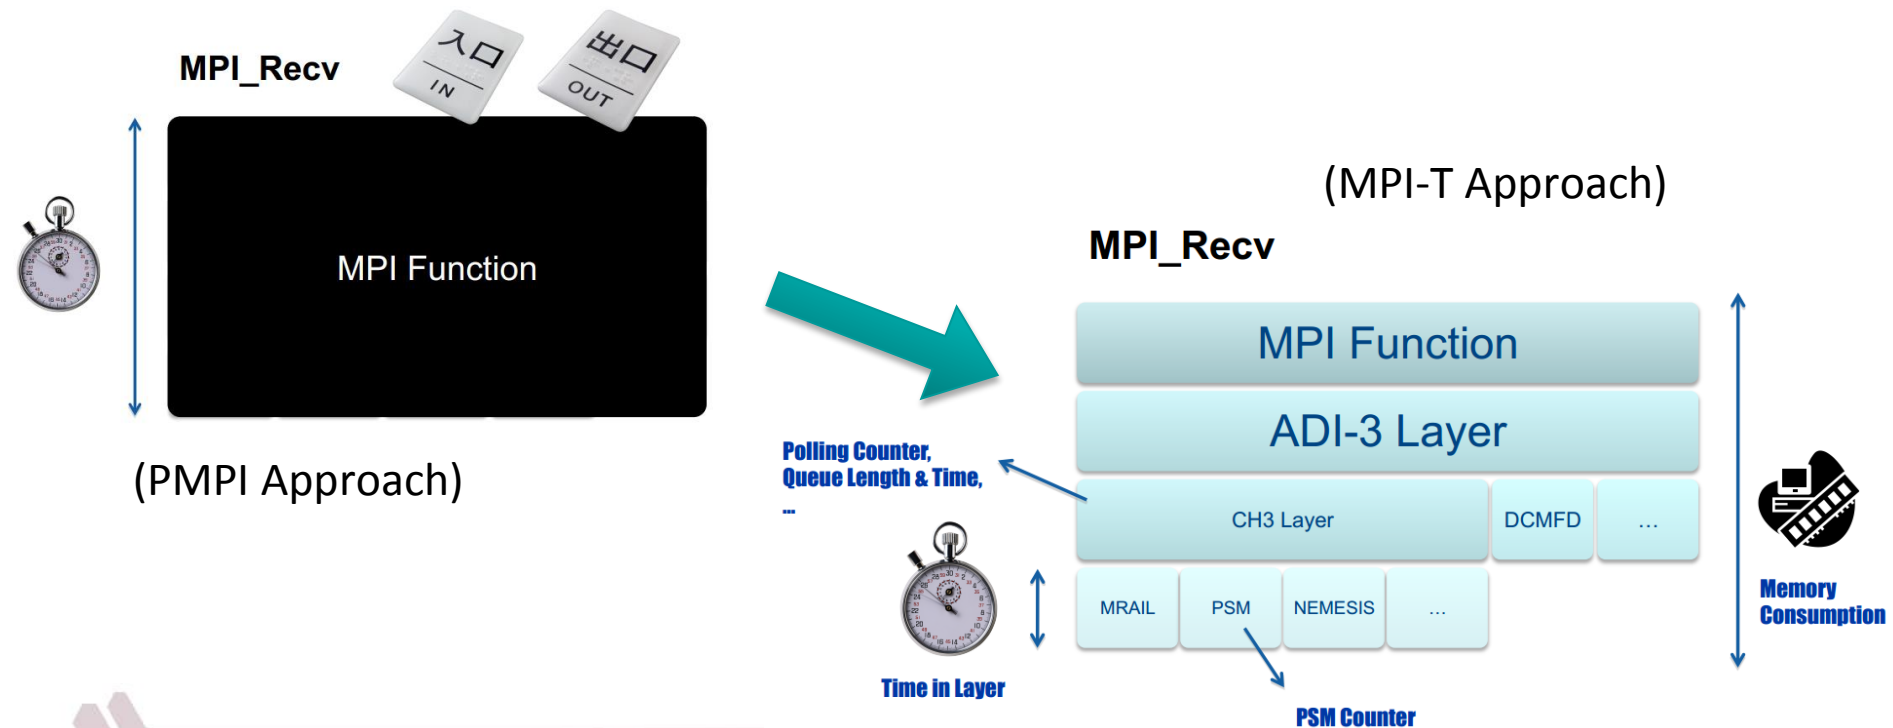 MPI_Recv
入口
IN
出口
OUT
MPI Function
(PMPI Approach)
(MPI-T Approach)
MPI_Recv
MPI Function
ADI-3 Layer
CH3 Layer
DCMFD
...
MRAIL
PSM
NEMESIS
...
Polling Counter,
Queue Length & Time,
...
Time in Layer
PSM Counter
Memory
Consumption